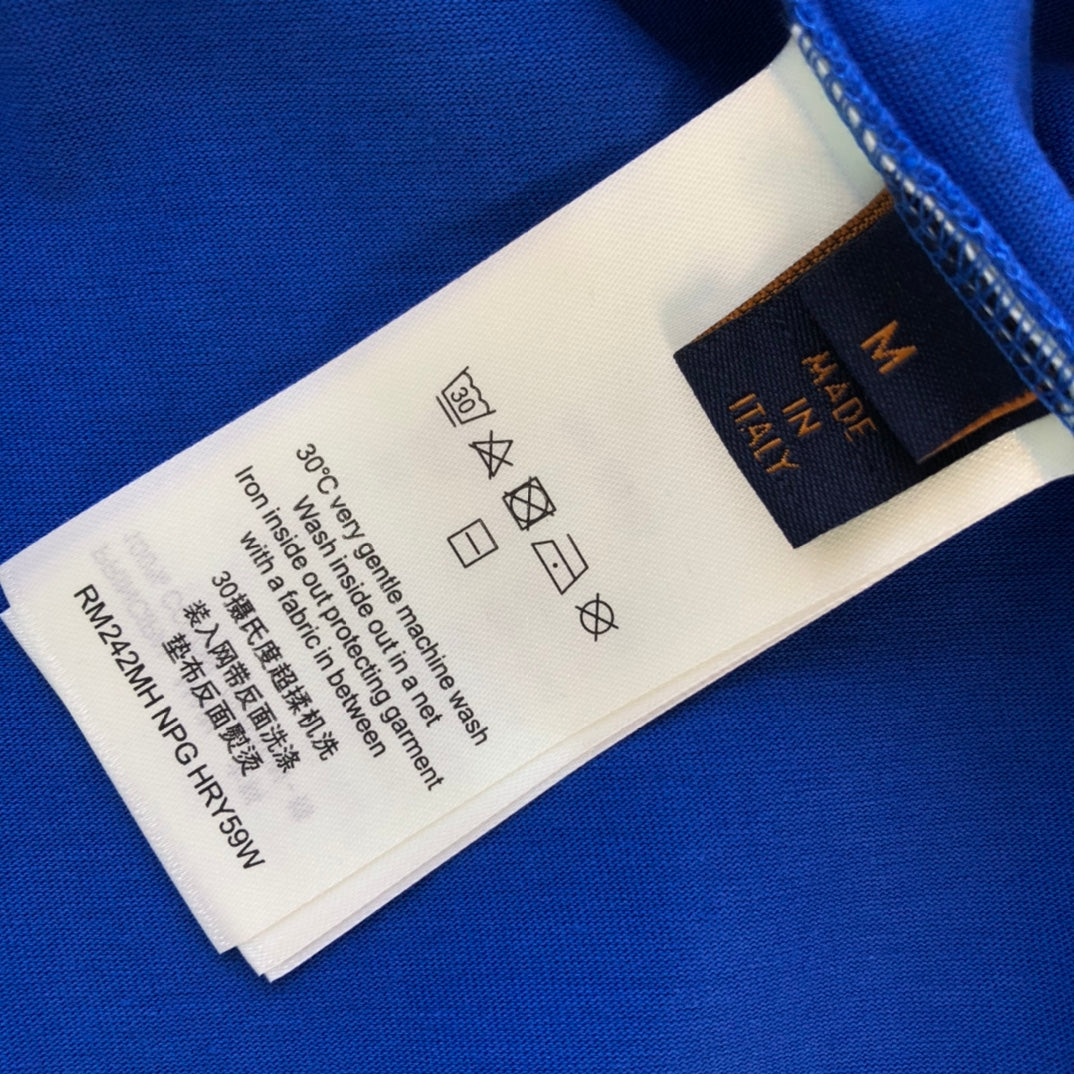 M
MADE
IN
ITALY
30
30°C very gentle machine wash
Wash inside out in a net
Iron inside out protecting garment
with a fabric in between
30摄氏度超揉机洗
装入网带反面洗涤
垫布反面熨烫
RM242MH NPG HRY59W